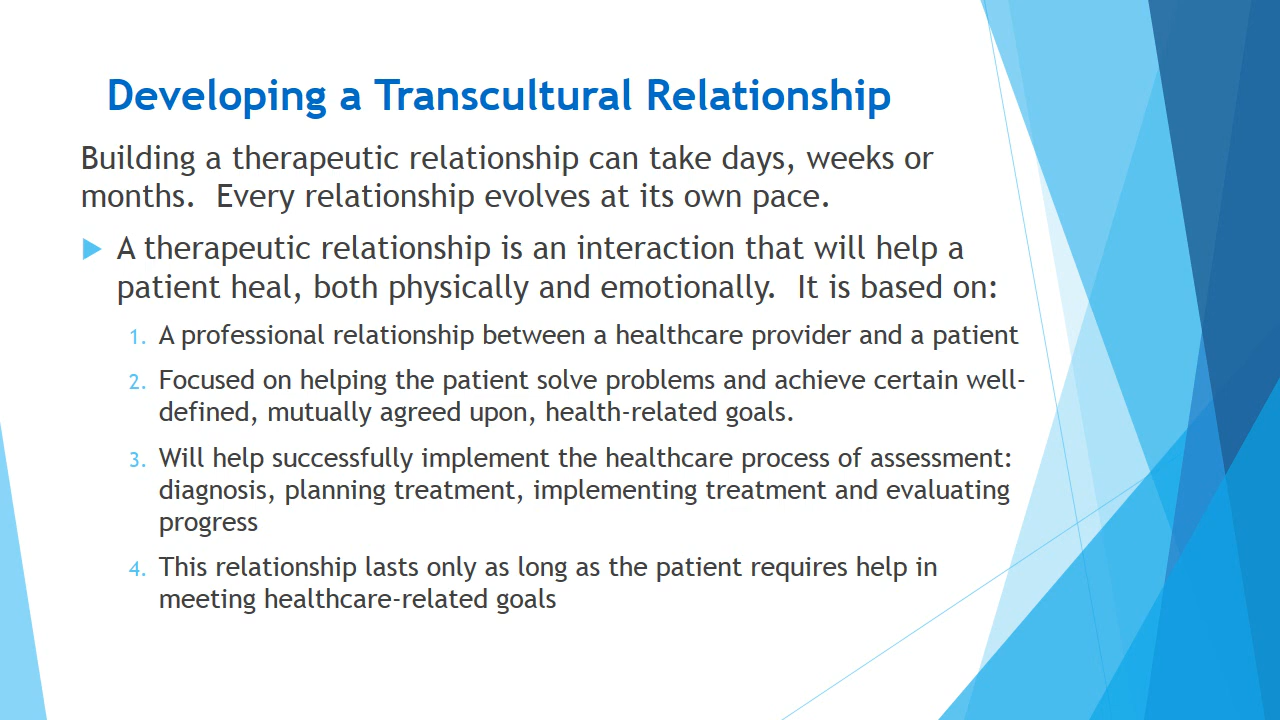 Developing a Transcultural Relationship
Building a therapeutic relationship can take days, weeks or
months.  Every relationship evolves at its own pace.
A therapeutic relationship is an interaction that will help a
patient heal, both physically and emotionally.  It is based on:
1. A professional relationship between a healthcare provider and a patient
2. Focused on helping the patient solve problems and achieve certain well-
defined, mutually agreed upon, health-related goals.
3. Will help successfully implement the healthcare process of assessment:
diagnosis, planning treatment, implementing treatment and evaluating
progress
4. This relationship lasts only as long as the patient requires help in
meeting healthcare-related goals